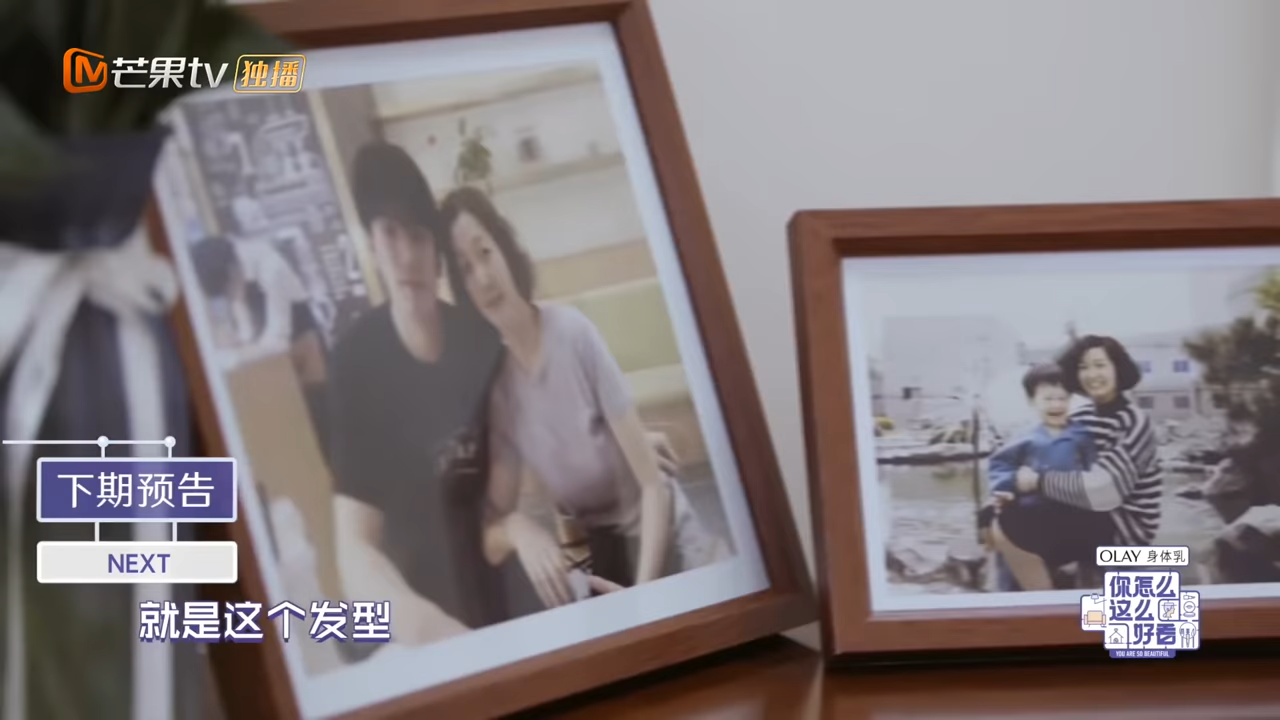 芒果tv 独播
下期预告
NEXT
就是这个发型
OLAY 身体乳
你怎么
这么
好看
YOU ARE SO BEAUTIFUL